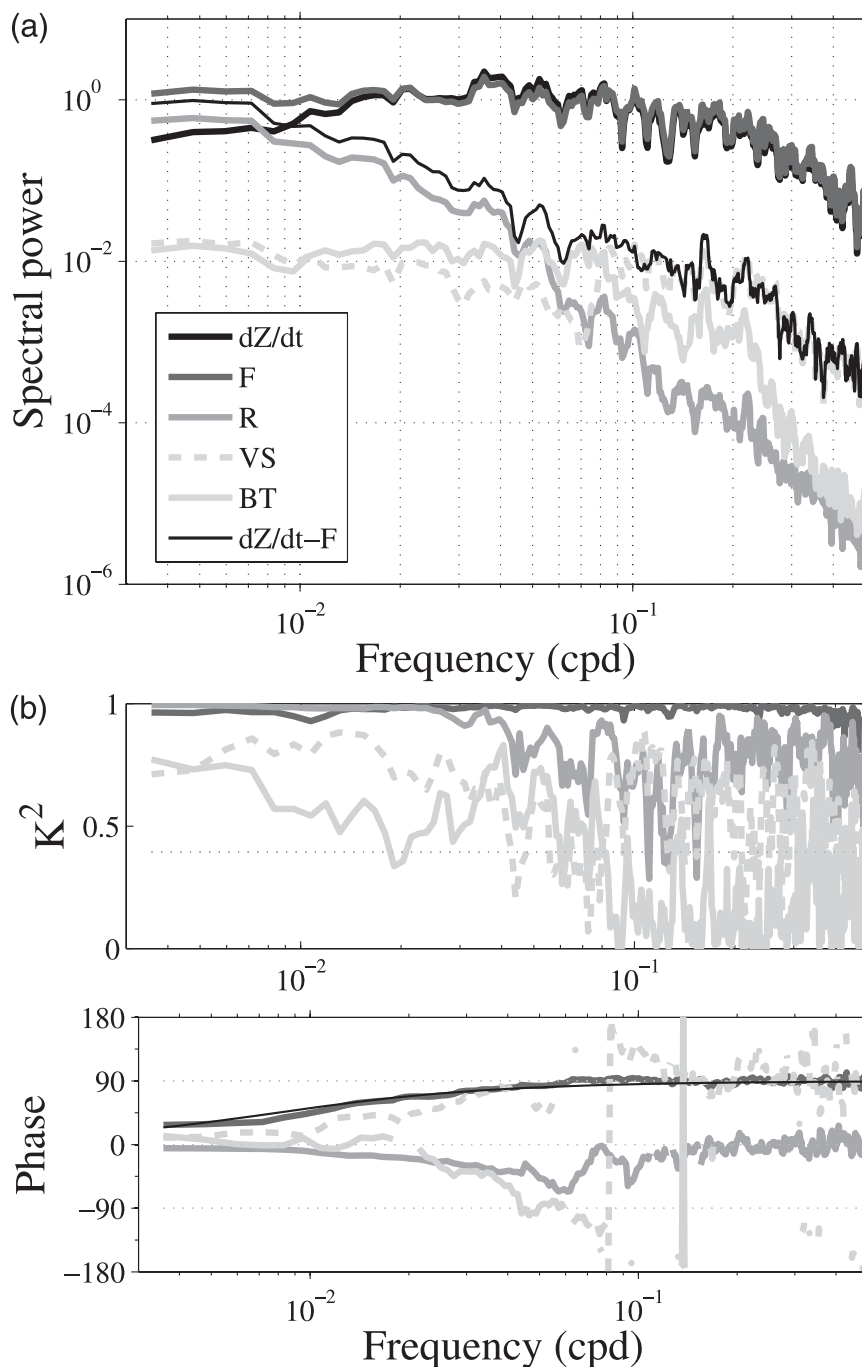 (a)
Spectral power
10^0
10^-2
10^-4
10^-6
dZ/dt
F
R
VS
BT
dZ/dt–F
10^-2
10^-1
Frequency (cpd)
(b)
K^2
1
0.5
0
10^-2
10^-1
Phase
180
90
0
−90
−180
10^-2
10^-1
Frequency (cpd)